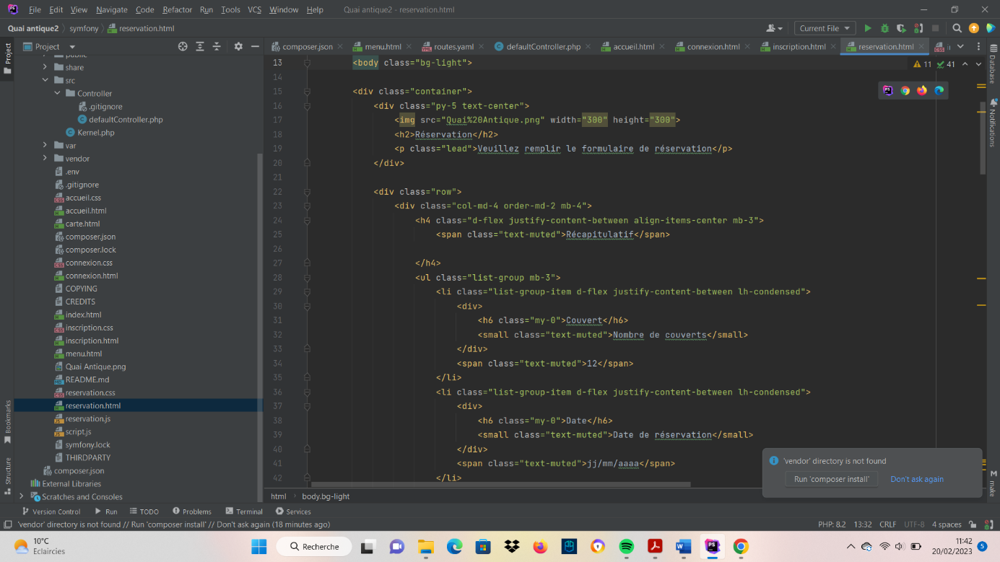 File Edit View Navigate Code Refactor Run Tools VCS Window Help Quai antique2 - reservation.html
Quai antique2 symfony reservation.html Current File
Project
Project composer.json menu.html routes.yaml defaultController.php accueil.html connexion.html inscription.html reservation.html
public
share
src
Controller
.gitignore
defaultController.php
Kernel.php
var
vendor
.env
.gitignore
accueil.css
accueil.html
carte.html
composer.json
composer.lock
connexion.css
connexion.html
COPYING
CREDITS
index.html
inscription.css
inscription.html
menu.html
Quai Antique.png
README.md
reservation.css
reservation.html
reservation.js
script.js
symfony.lock
THIRDPARTY
composer.json
External Libraries
Scratches and Consoles
Bookmarks
Structure
13 <body class="bg-light">
14
15 <div class="container">
16 <div class="py-5 text-center">
17 <img src="Quai%20Antique.png" width="300" height="300">
18 <h2>Réservation</h2>
19 <p class="lead">Veuillez remplir le formulaire de réservation</p>
20 </div>
21
22 <div class="row">
23 <div class="col-md-4 order-md-2 mb-4">
24 <h4 class="d-flex justify-content-between align-items-center mb-3">
25 <span class="text-muted">Récapitulatif</span>
26
27 </h4>
28 <ul class="list-group mb-3">
29 <li class="list-group-item d-flex justify-content-between lh-condensed">
30 <div>
31 <h6 class="my-0">Couvert</h6>
32 <small class="text-muted">Nombre de couverts</small>
33 </div>
34 <span class="text-muted">12</span>
35 </li>
36 <li class="list-group-item d-flex justify-content-between lh-condensed">
37 <div>
38 <h6 class="my-0">Date</h6>
39 <small class="text-muted">Date de réservation</small>
40 </div>
41 <span class="text-muted">jj/mm/aaaa</span>
42 </li>
11 41
Database
Notifications
make
'vendor' directory is not found
Run 'composer install' Don't ask again
html body.bg-light
Version Control Run TODO Problems Terminal Services
'vendor' directory is not found // Run 'composer install' // Don't ask again (18 minutes ago) PHP: 8.2 13:32 CRLF UTF-8 4 spaces
10°C
Eclaircies
Recherche
11:42
20/02/2023
5